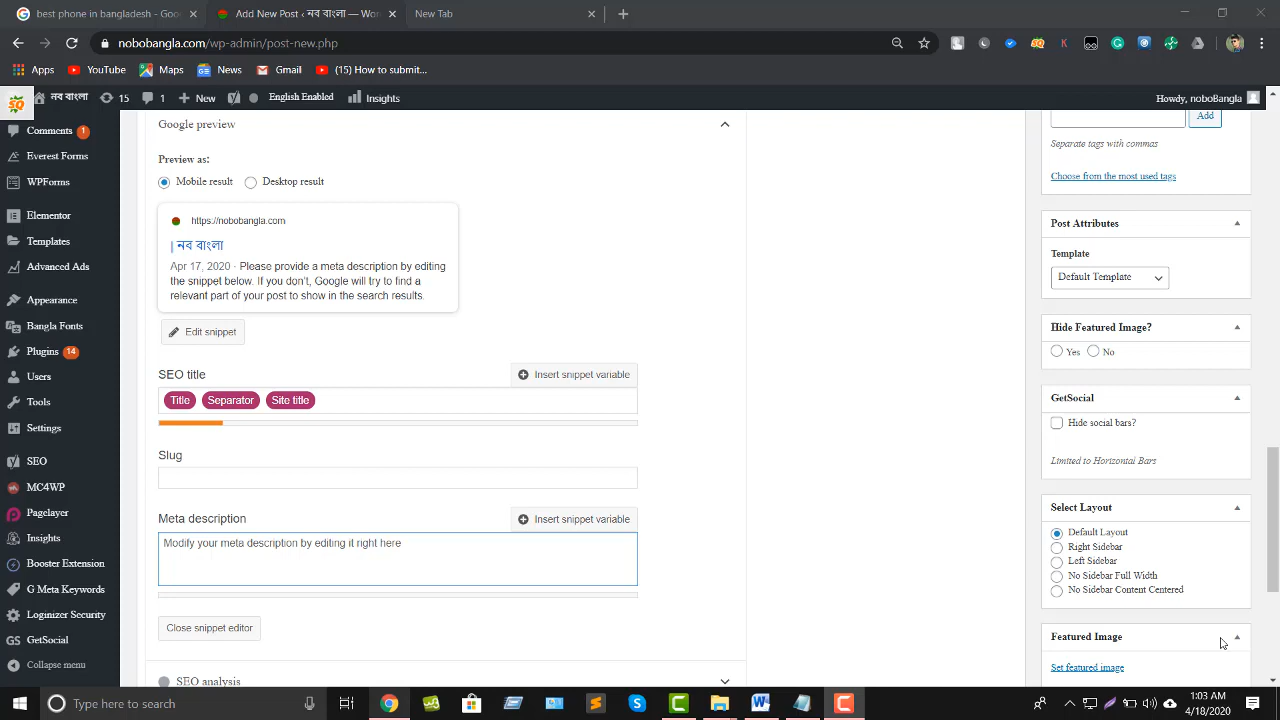 best phone in bangladesh - Goo
Add New Post ‹ নব বাংলা — Wor
New Tab
nobobangla.com/wp-admin/post-new.php
Apps
YouTube
Maps
News
Gmail
(15) How to submit...
নব বাংলা
15
1
New
English Enabled
Insights
Howdy, noboBangla
Comments 1
Everest Forms
WPForms
Elementor
Templates
Advanced Ads
Appearance
Bangla Fonts
Plugins 14
Users
Tools
Settings
SEO
MC4WP
Pagelayer
Insights
Booster Extension
G Meta Keywords
Loginizer Security
GetSocial
Collapse menu
Google preview
Preview as:
Mobile result Desktop result
https://nobobangla.com
| নব বাংলা
Apr 17, 2020 · Please provide a meta description by editing
the snippet below. If you don't, Google will try to find a
relevant part of your post to show in the search results.
Edit snippet
SEO title
Insert snippet variable
Title Separator Site title
Slug
Meta description
Insert snippet variable
Modify your meta description by editing it right here
Close snippet editor
SEO analysis
Add
Separate tags with commas
Choose from the most used tags
Post Attributes
Template
Default Template
Hide Featured Image?
Yes No
GetSocial
Hide social bars?
Limited to Horizontal Bars
Select Layout
Default Layout
Right Sidebar
Left Sidebar
No Sidebar Full Width
No Sidebar Content Centered
Featured Image
Set featured image
Type here to search
1:03 AM
4/18/2020